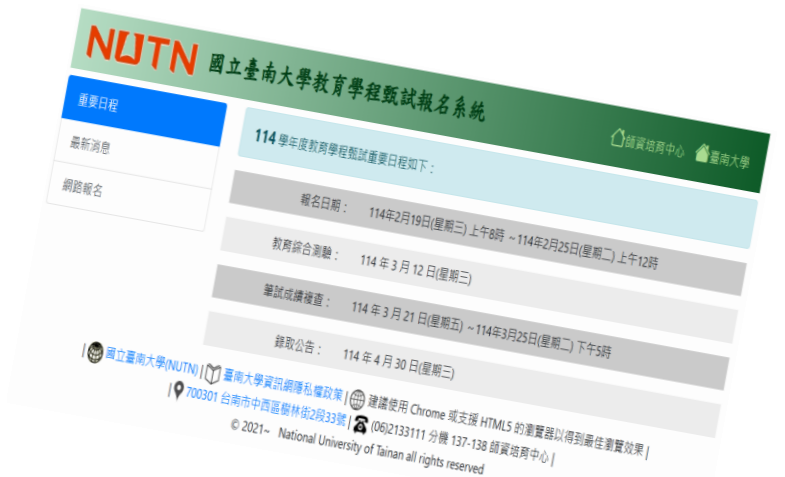 NUTN 國立臺南大學教育學程甄試報名系統
師資培育中心 臺南大學
重要日程
最新消息
網路報名
114 學年度教育學程甄試重要日程如下：
報名日期： 114年2月19日(星期三) 上午8時 ~114年2月25日(星期二) 上午12時
教育綜合測驗： 114 年 3 月 12 日(星期三)
筆試成績複查： 114 年 3 月 21 日(星期五) ~114年3月25日(星期二) 下午5時
錄取公告： 114 年 4 月 30 日(星期三)
| 國立臺南大學(NUTN) | 臺南大學資訊網隱私權政策 | 建議使用 Chrome 或支援 HTML5 的瀏覽器以得到最佳瀏覽效果 |
| 700301 台南市中西區樹林街2段33號 | (06)2133111 分機 137-138 師資培育中心 |
© 2021~ National University of Tainan all rights reserved